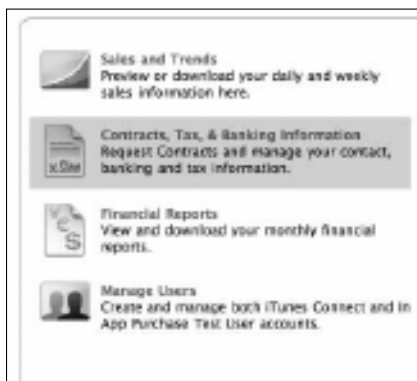 Sales and Trends
Preview or download your daily and weekly
sales information here.
Contracts, Tax, & Banking Information
Request Contracts and manage your contact,
banking and tax information.
Financial Reports
View and download your monthly financial
reports.
Manage Users
Create and manage both iTunes Connect and In
App Purchase Test User accounts.